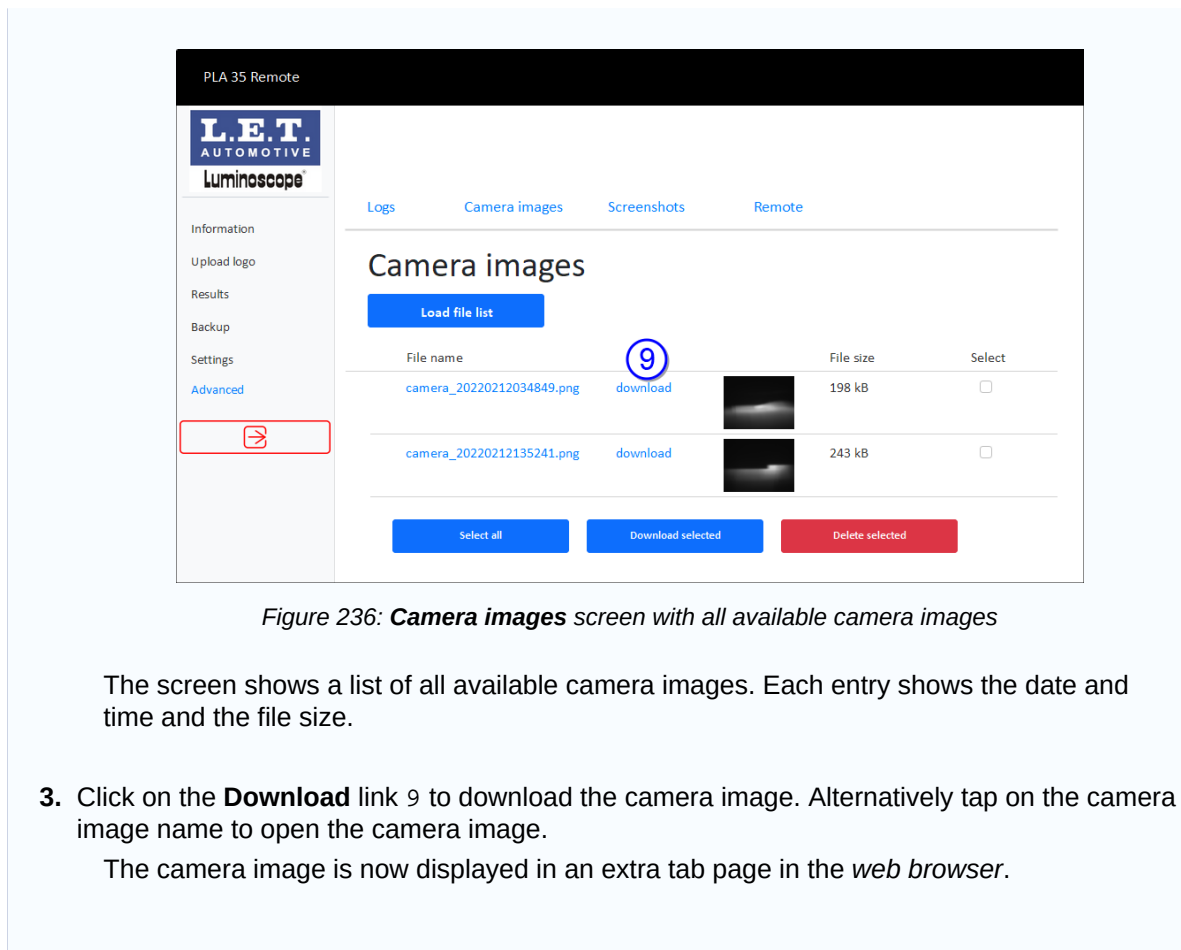 PLA 35 Remote
L.E.T.
AUTOMOTIVE
Luminoscope®
Logs Camera images Screenshots Remote
Information
Upload logo
Results
Backup
Settings
Advanced
Camera images
Load file list
File name 9 File size Select
camera_20220212034849.png download 198 kB
camera_20220212135241.png download 243 kB
Select all Download selected Delete selected
Figure 236: Camera images screen with all available camera images
The screen shows a list of all available camera images. Each entry shows the date and
time and the file size.
3. Click on the Download link 9 to download the camera image. Alternatively tap on the camera
image name to open the camera image.
The camera image is now displayed in an extra tab page in the web browser.